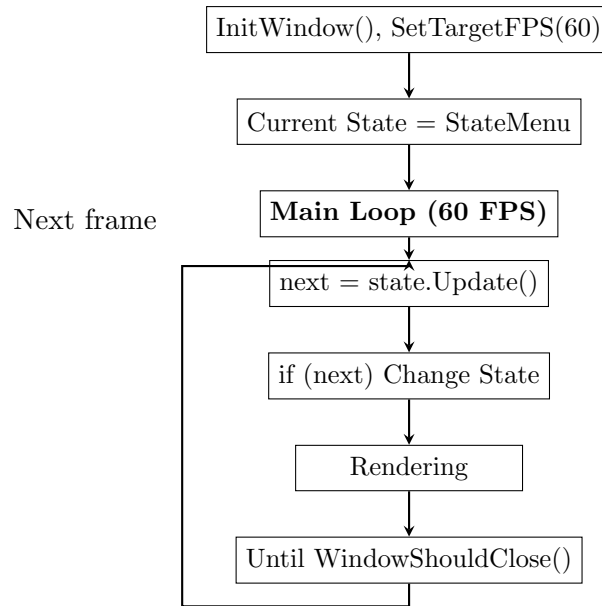 InitWindow(), SetTargetFPS(60)
Current State = StateMenu
Main Loop (60 FPS)
Next frame
next = state.Update()
if (next) Change State
Rendering
Until WindowShouldClose()